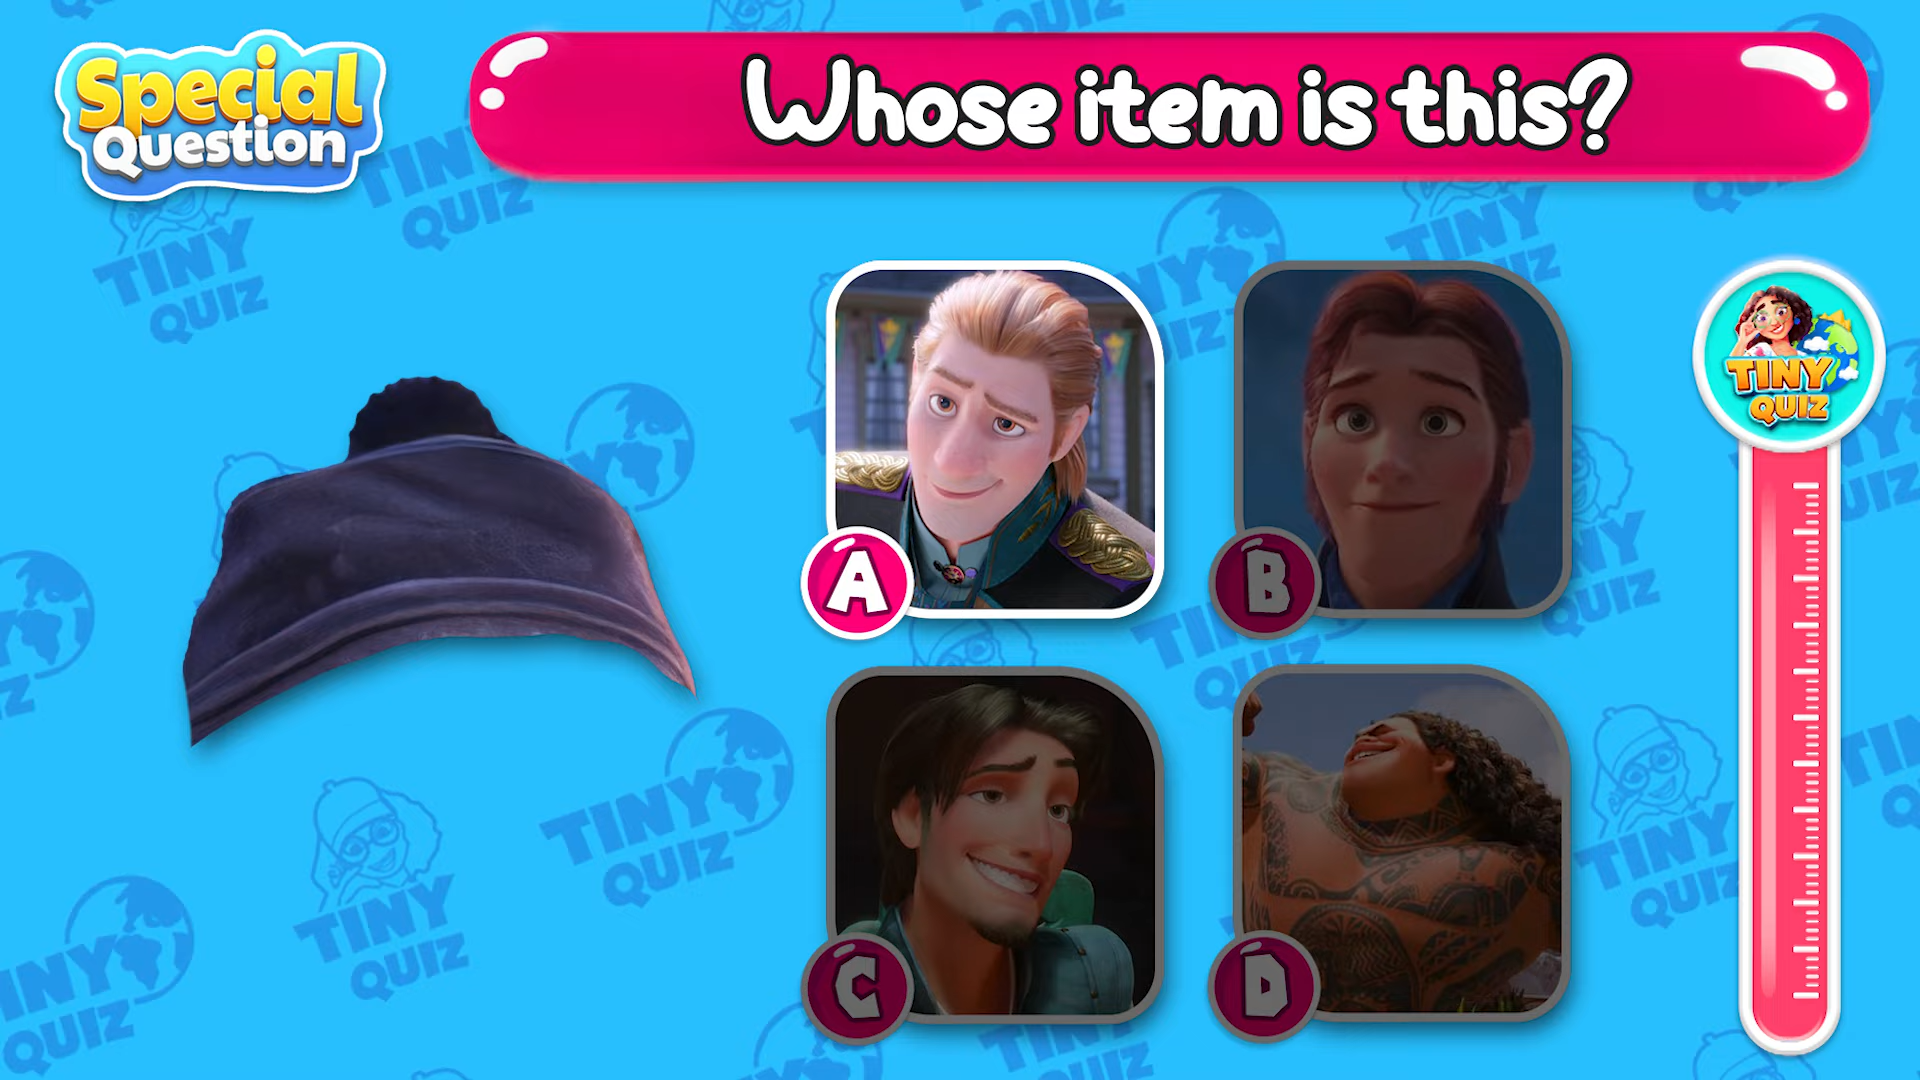 Special
Question
Whose item is this?
TINY
QUIZ
A
B
C
D